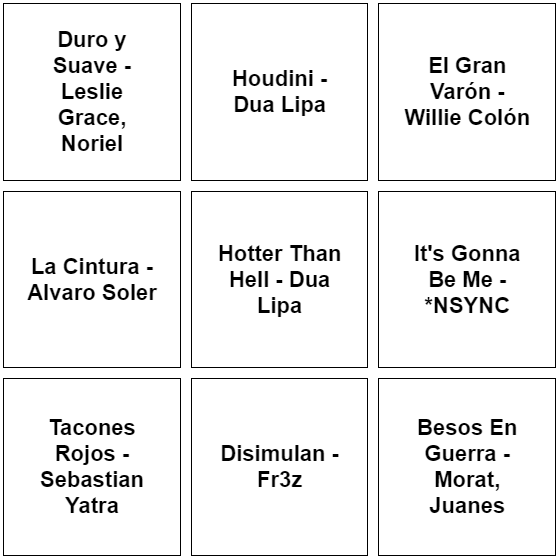 Duro y
Suave -
Leslie
Grace,
Noriel
Houdini -
Dua Lipa
El Gran
Varón -
Willie Colón
La Cintura -
Alvaro Soler
Hotter Than
Hell - Dua
Lipa
It's Gonna
Be Me -
*NSYNC
Tacones
Rojos -
Sebastian
Yatra
Disimulan -
Fr3z
Besos En
Guerra -
Morat,
Juanes